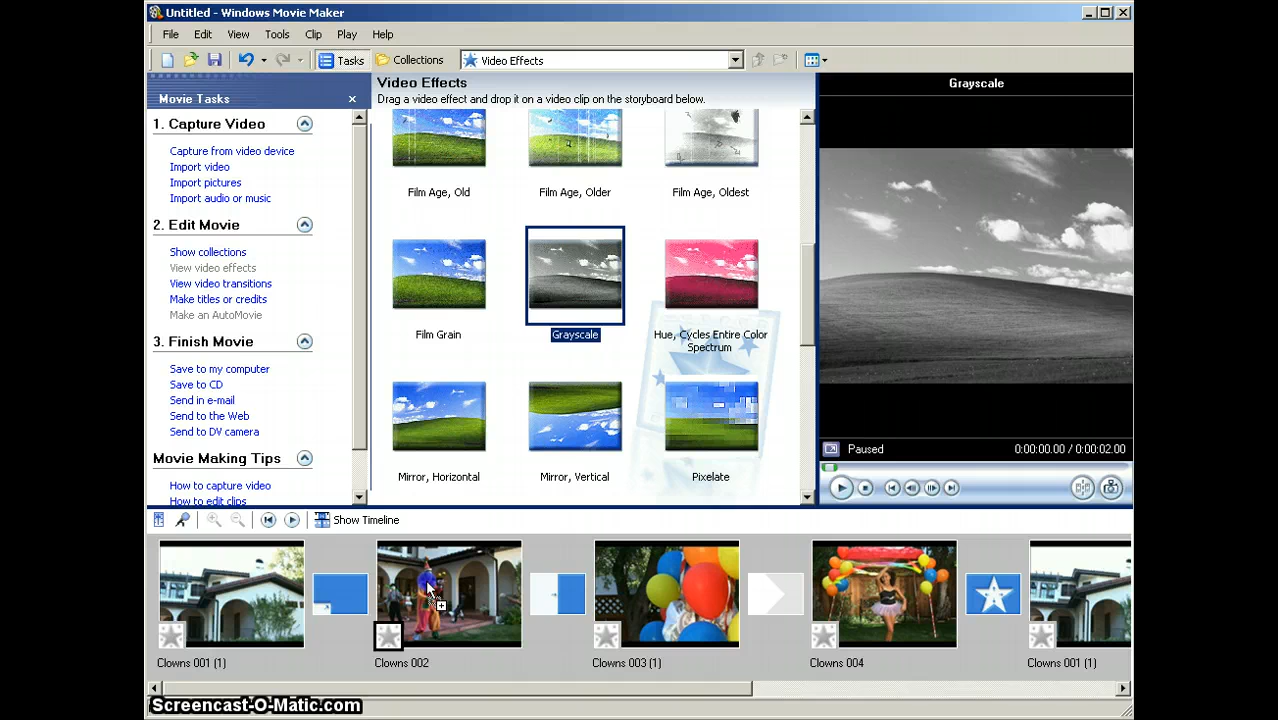 Untitled - Windows Movie Maker
File Edit View Tools Clip Play Help
Tasks Collections Video Effects
Movie Tasks
1. Capture Video
Capture from video device
Import video
Import pictures
Import audio or music
2. Edit Movie
Show collections
View video effects
View video transitions
Make titles or credits
Make an AutoMovie
3. Finish Movie
Save to my computer
Save to CD
Send in e-mail
Send to the Web
Send to DV camera
Movie Making Tips
How to capture video
How to edit clips
Video Effects
Drag a video effect and drop it on a video clip on the storyboard below.
Film Age, Old
Film Age, Older
Film Age, Oldest
Film Grain
Grayscale
Hue, Cycles Entire Color
Spectrum
Mirror, Horizontal
Mirror, Vertical
Pixelate
Grayscale
Paused 0:00:00.00 / 0:00:02.00
Show Timeline
Clowns 001 (1)
Clowns 002
Clowns 003 (1)
Clowns 004
Clowns 001 (1)
Screencast-O-Matic.com